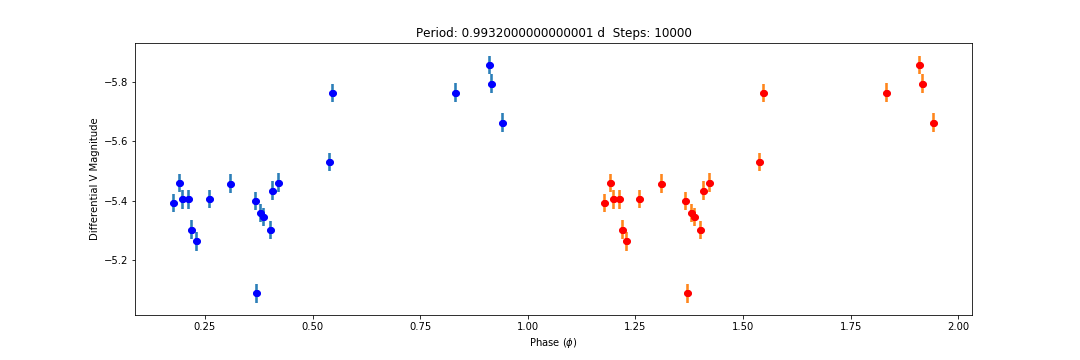 Period: 0.9932000000000001 d  Steps: 10000
Differential V Magnitude
−5.8
−5.6
−5.4
−5.2
0.25 0.50 0.75 1.00 1.25 1.50 1.75 2.00
Phase (ϕ)